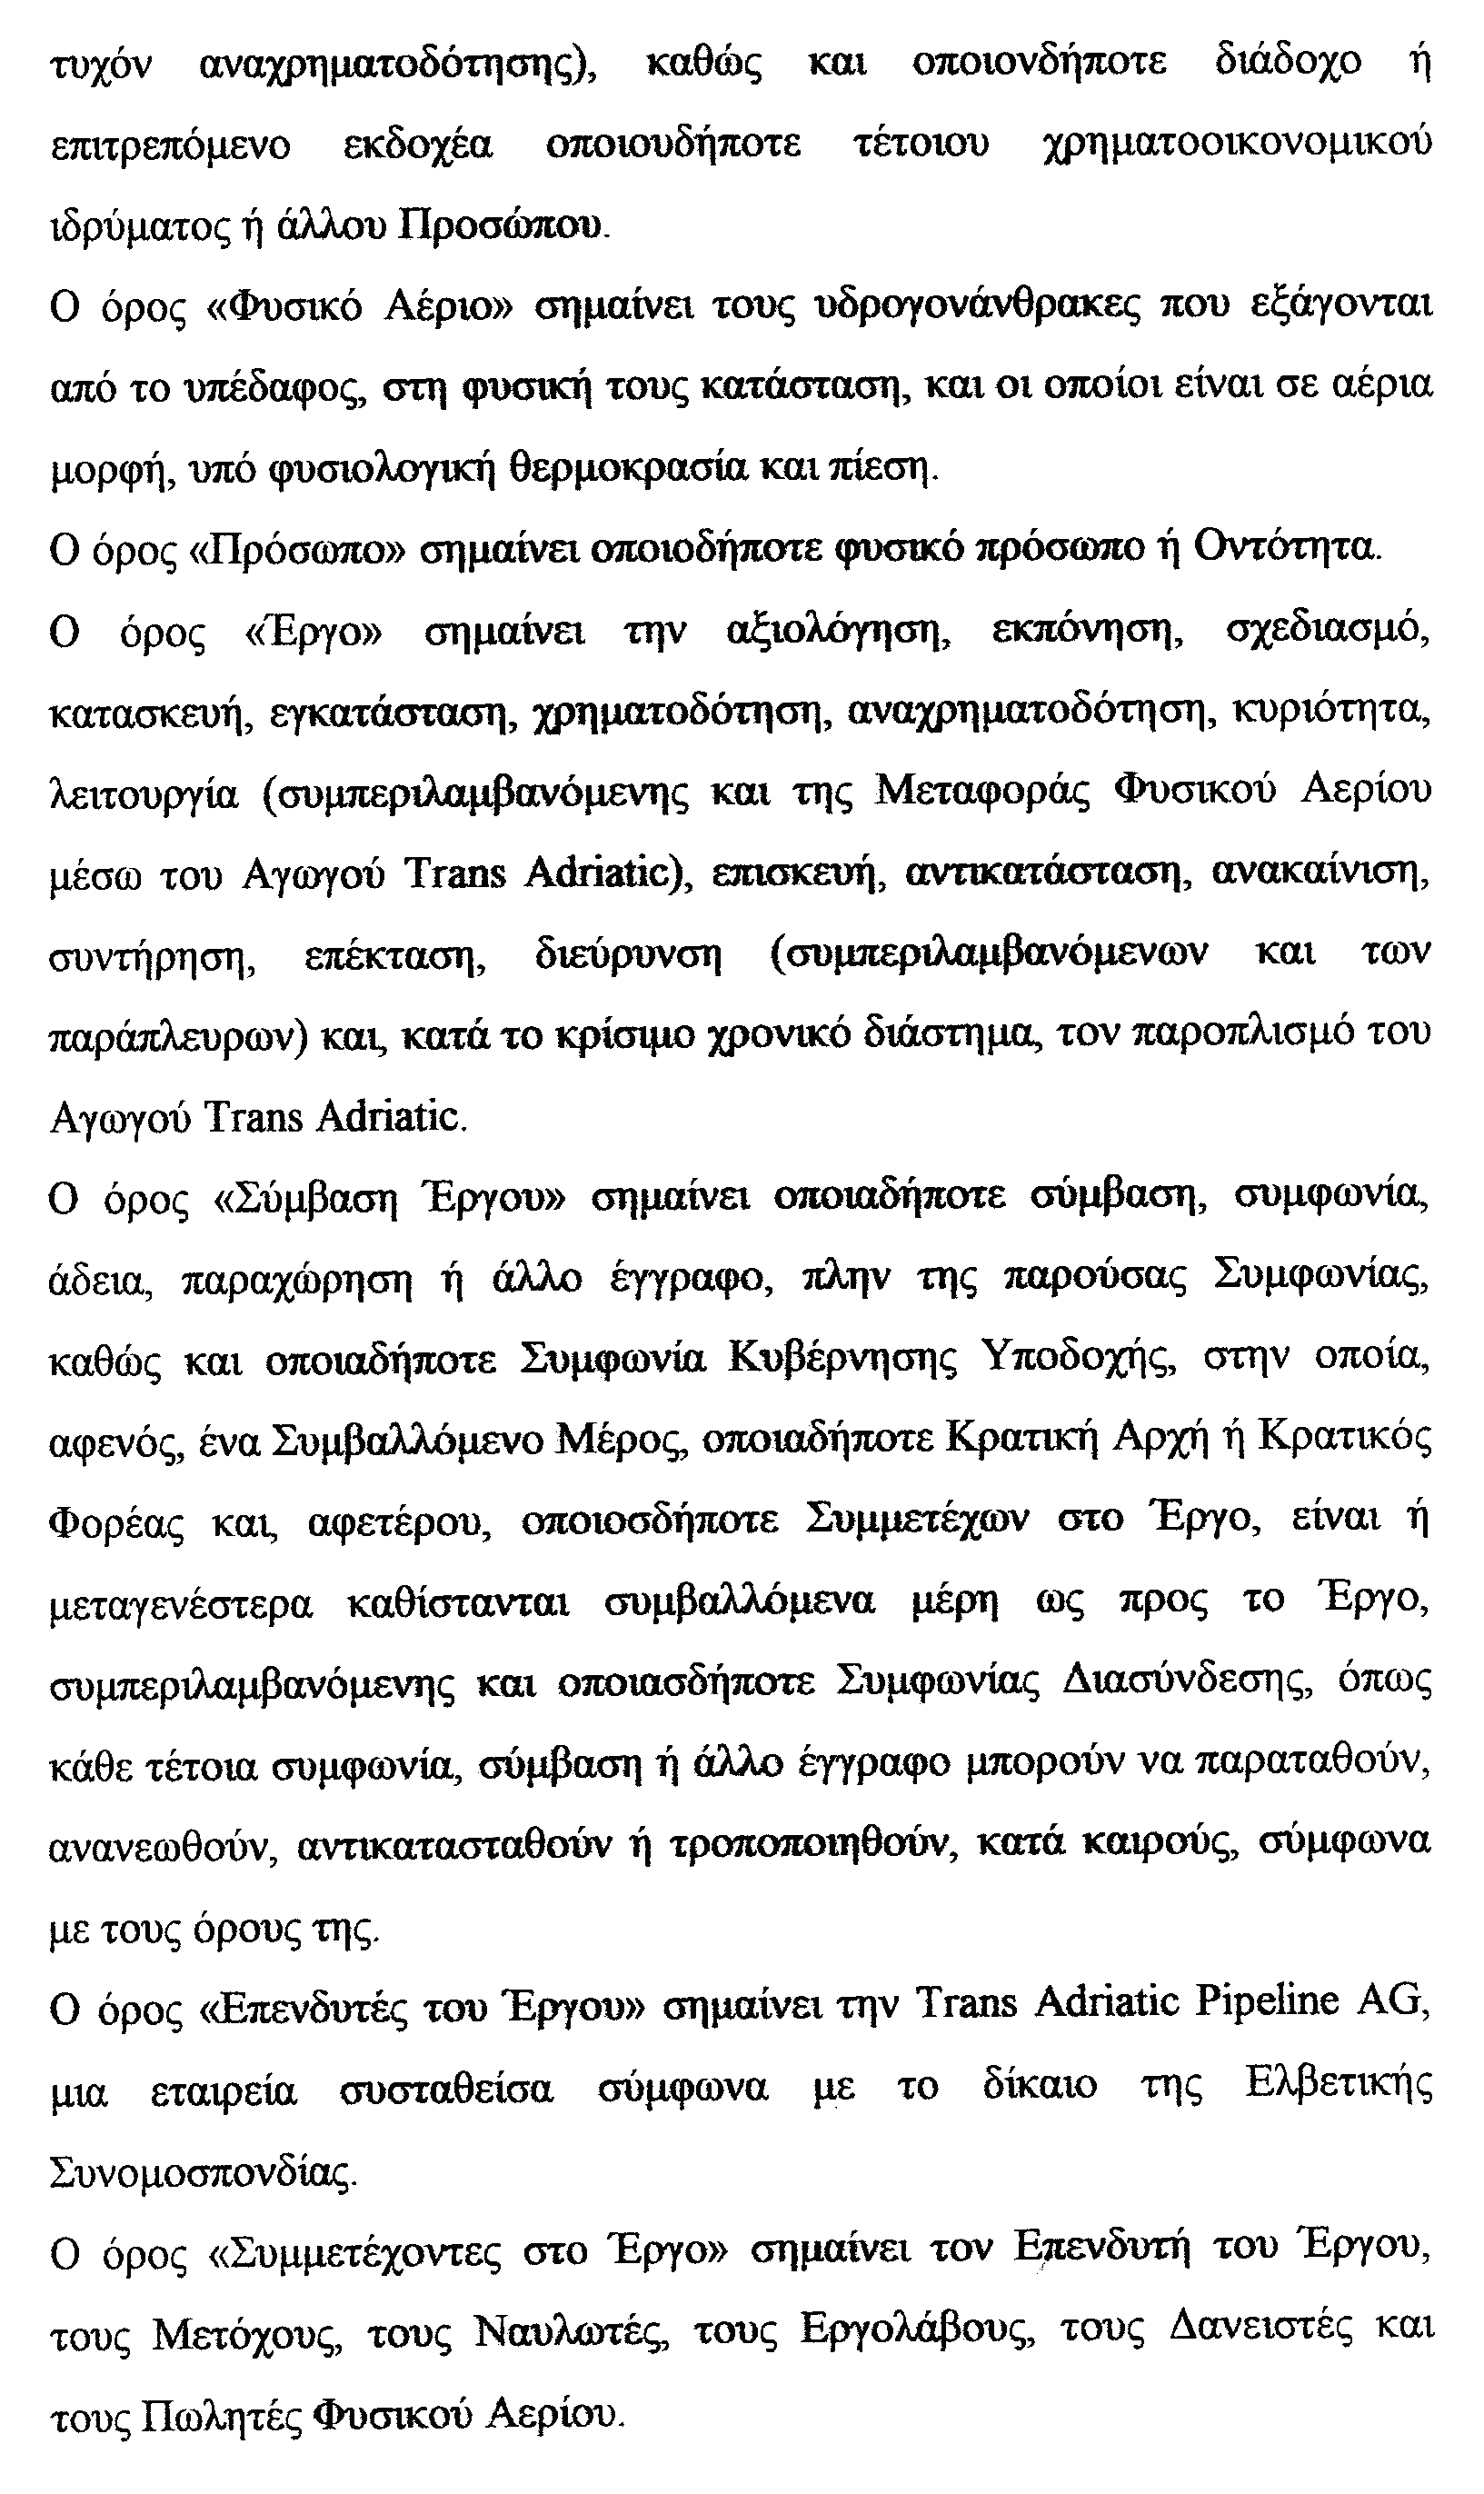 τυχόν αναχρηματοδότησης), καθώς και οποιονδήποτε διάδοχο ή
επιτρεπόμενο εκδοχέα οποιουδήποτε τέτοιου χρηματοοικονομικού
ιδρύματος ή άλλου Προσώπου.
Ο όρος «Φυσικό Αέριο» σημαίνει τους υδρογονάνθρακες που εξάγονται
από το υπέδαφος, στη φυσική τους κατάσταση, και οι οποίοι είναι σε αέρια
μορφή, υπό φυσιολογική θερμοκρασία και πίεση.
Ο όρος «Πρόσωπο» σημαίνει οποιοδήποτε φυσικό πρόσωπο ή Οντότητα.
Ο όρος «Έργο» σημαίνει την αξιολόγηση, εκπόνηση, σχεδιασμό,
κατασκευή, εγκατάσταση, χρηματοδότηση, αναχρηματοδότηση, κυριότητα,
λειτουργία (συμπεριλαμβανόμενης και της Μεταφοράς Φυσικού Αερίου
μέσω του Αγωγού Trans Adriatic), επισκευή, αντικατάσταση, ανακαίνιση,
συντήρηση, επέκταση, διεύρυνση (συμπεριλαμβανόμενων και των
παράπλευρων) και, κατά το κρίσιμο χρονικό διάστημα, τον παροπλισμό του
Αγωγού Trans Adriatic.
Ο όρος «Σύμβαση Έργου» σημαίνει οποιαδήποτε σύμβαση, συμφωνία,
άδεια, παραχώρηση ή άλλο έγγραφο, πλην της παρούσας Συμφωνίας,
καθώς και οποιαδήποτε Συμφωνία Κυβέρνησης Υποδοχής, στην οποία,
αφενός, ένα Συμβαλλόμενο Μέρος, οποιαδήποτε Κρατική Αρχή ή Κρατικός
Φορέας και, αφετέρου, οποιοσδήποτε Συμμετέχων στο Έργο, είναι ή
μεταγενέστερα καθίστανται συμβαλλόμενα μέρη ως προς το Έργο,
συμπεριλαμβανόμενης και οποιασδήποτε Συμφωνίας Διασύνδεσης, όπως
κάθε τέτοια συμφωνία, σύμβαση ή άλλο έγγραφο μπορούν να παραταθούν,
ανανεωθούν, αντικατασταθούν ή τροποποιηθούν, κατά καιρούς, σύμφωνα
με τους όρους της.
Ο όρος «Επενδυτές του Έργου» σημαίνει την Trans Adriatic Pipeline AG,
μια εταιρεία συσταθείσα σύμφωνα με το δίκαιο της Ελβετικής
Συνομοσπονδίας.
Ο όρος «Συμμετέχοντες στο Έργο» σημαίνει τον Επενδυτή του Έργου,
τους Μετόχους, τους Ναυλωτές, τους Εργολάβους, τους Δανειστές και
τους Πωλητές Φυσικού Αερίου.